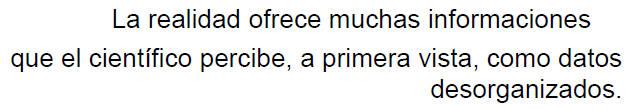 La realidad ofrece muchas informaciones
que el científico percibe, a primera vista, como datos
desorganizados.